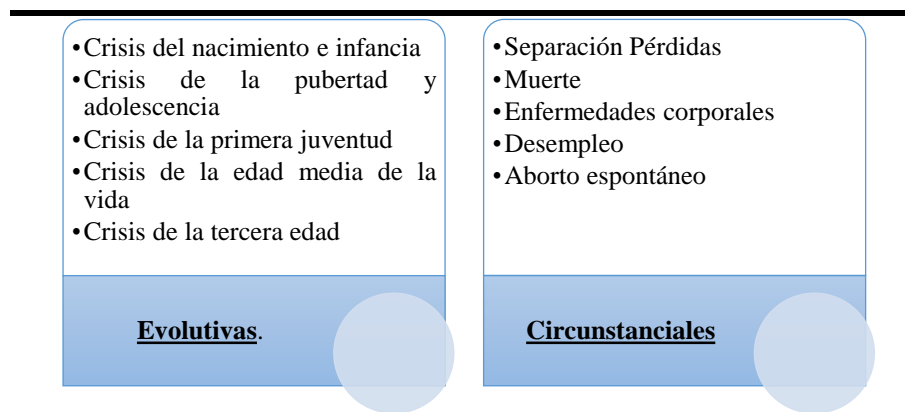 •Crisis del nacimiento e infancia
•Crisis de la pubertad y
adolescencia
•Crisis de la primera juventud
•Crisis de la edad media de la
vida
•Crisis de la tercera edad
Evolutivas.
•Separación Pérdidas
•Muerte
•Enfermedades corporales
•Desempleo
•Aborto espontáneo
Circunstanciales